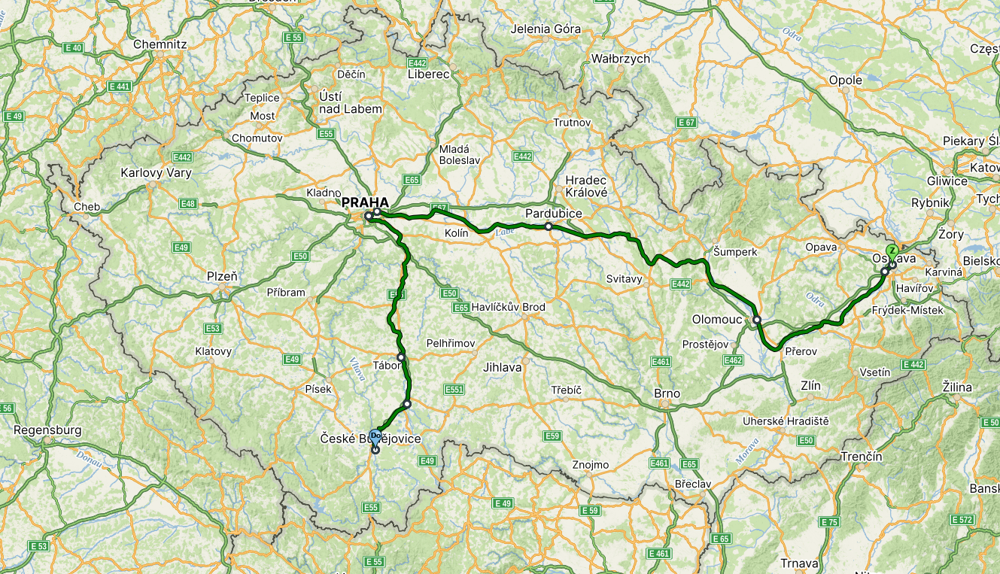 E 55
Jelenia Góra
Odra
E 40
Chemnitz
Wałbrzych
Częs
E442
Liberec
Děčín
Opole
E 441
Teplice
Ústí
nad Labem
E 49
Most
Trutnov
E 67
E55
Chomutov
Piekary Śl
Mladá
Boleslav
E442
E442
Katow
Karlovy Vary
E65
Hradec
Králové
Gliwice
Kladno
Tych
Cheb
E48
PRAHA
E67
Rybnik
Pardubice
Kolín
Labe
Żory
E49
Opava
Z
Šumperk
E50
Ostrava
Bielsko
Plzeň
Svitavy
Karviná
E442
Havířov
Příbram
E55
E50
Odra
E65
Havlíčkův Brod
Frýdek-Místek
Olomouc
E53
Pelhřimov
Prostějov
Přerov
Klatovy
E49
Vltava
Tábor
Jihlava
E461
E462
E 442
Vsetín
Písek
E551
Třebíč
Brno
Zlín
Žilina
E 56
Uherské Hradiště
E 50
Regensburg
Do
České Budějovice
E59
E50
Donau
E49
Morava
Trenčín
Znojmo
E461
E65
Břeclav
Bansk
E55
E 49
E 59
E 75
E 572
E 53
E 65
E 461
E 55
Trnava